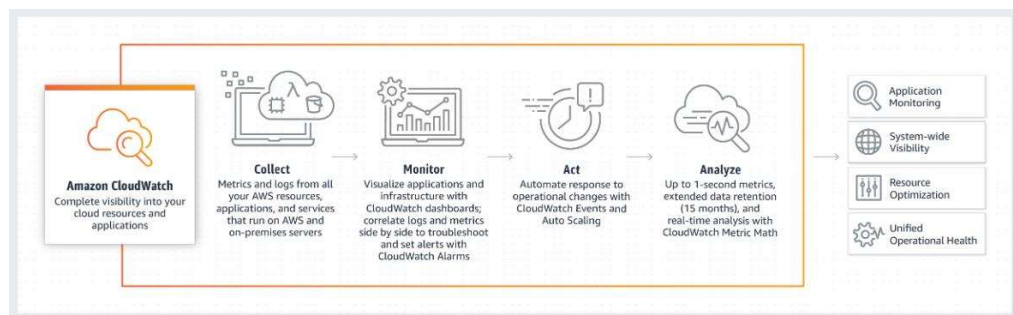 Amazon CloudWatch
Complete visibility into your
cloud resources and
applications
Collect
Metrics and logs from all
your AWS resources,
applications, and services
that run on AWS and
on-premises servers
Monitor
Visualize applications and
infrastructure with
CloudWatch dashboards;
correlate logs and metrics
side by side to troubleshoot
and set alerts with
CloudWatch Alarms
Act
Automate response to
operational changes with
CloudWatch Events and
Auto Scaling
Analyze
Up to 1-second metrics,
extended data retention
(15 months), and
real-time analysis with
CloudWatch Metric Math
Application
Monitoring
System-wide
Visibility
Resource
Optimization
Unified
Operational Health